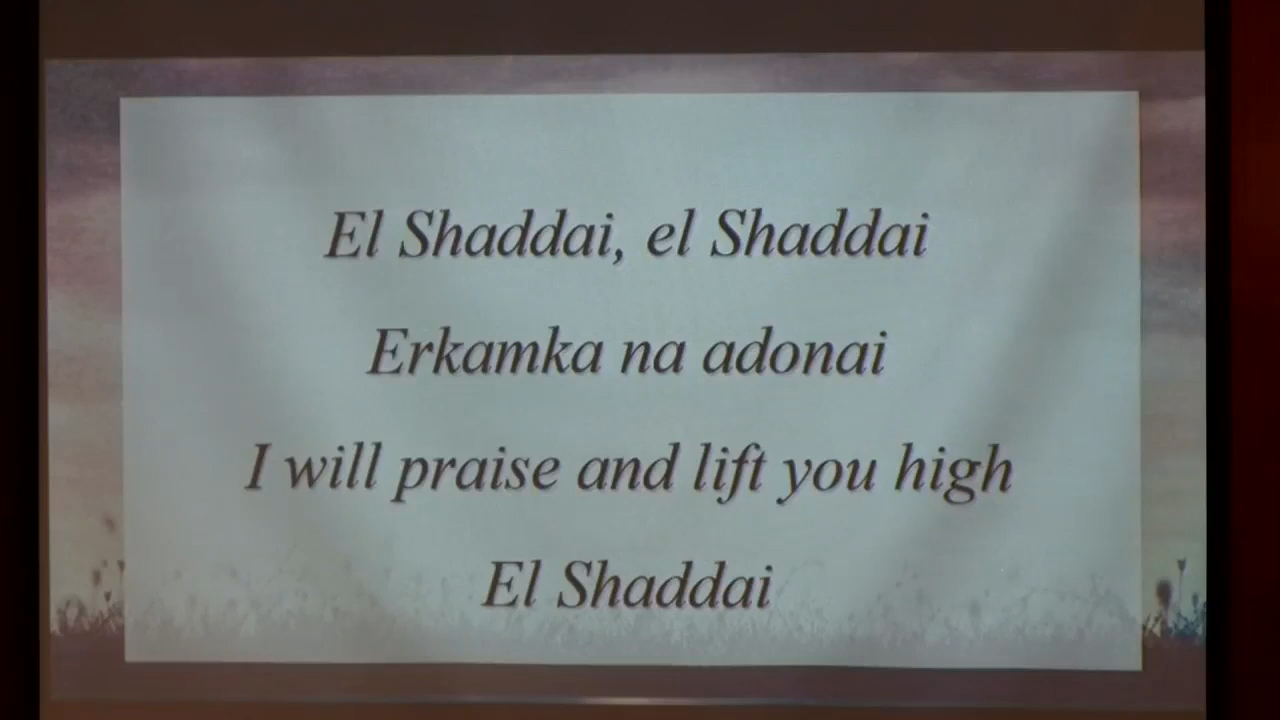 El Shaddai, el Shaddai
Erkamka na adonai
I will praise and lift you high
El Shaddai